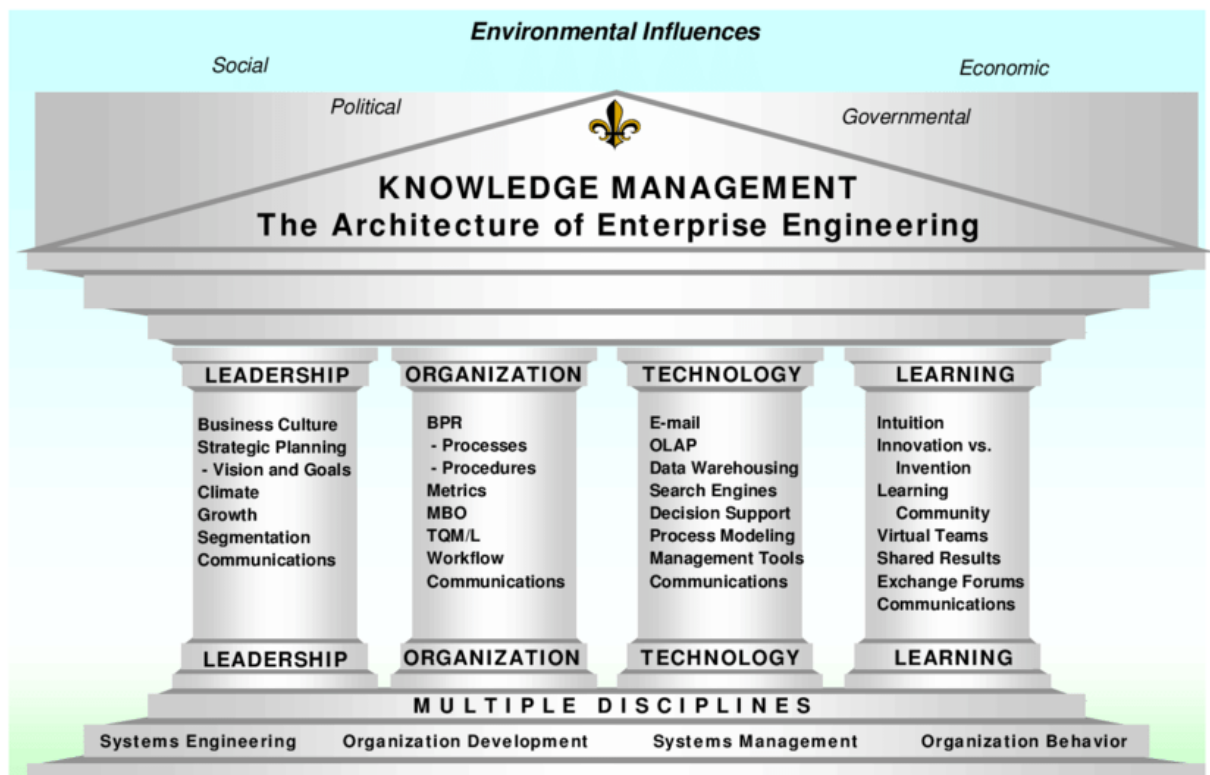 Environmental Influences
Social
Economic
Political
Governmental
KNOWLEDGE MANAGEMENT
The Architecture of Enterprise Engineering
LEADERSHIP
Business Culture
Strategic Planning
- Vision and Goals
Climate
Growth
Segmentation
Communications
LEADERSHIP
ORGANIZATION
BPR
- Processes
- Procedures
Metrics
MBO
TQM/L
Workflow
Communications
ORGANIZATION
TECHNOLOGY
E-mail
OLAP
Data Warehousing
Search Engines
Decision Support
Process Modeling
Management Tools
Communications
TECHNOLOGY
LEARNING
Intuition
Innovation vs.
Invention
Learning
Community
Virtual Teams
Shared Results
Exchange Forums
Communications
LEARNING
MULTIPLE DISCIPLINES
Systems Engineering
Organization Development
Systems Management
Organization Behavior